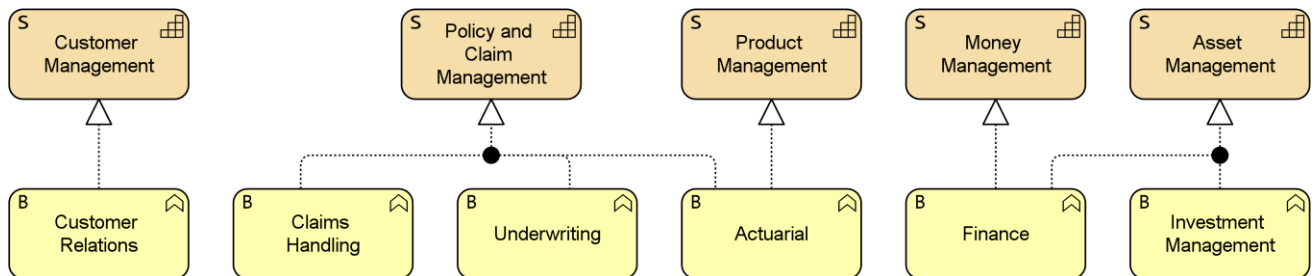 S
Customer
Management
S
Policy and
Claim
Management
S
Product
Management
S
Money
Management
S
Asset
Management
B
Customer
Relations
B
Claims
Handling
B
Underwriting
B
Actuarial
B
Finance
B
Investment
Management